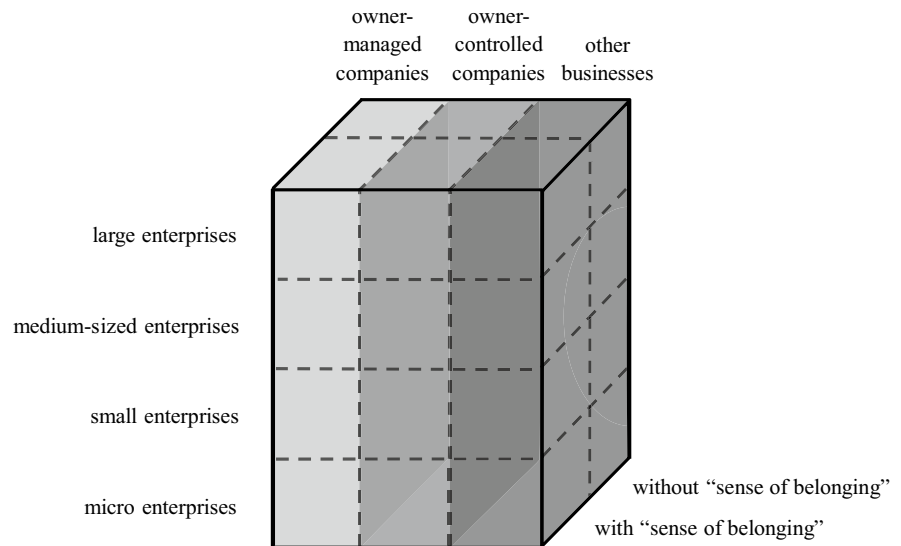 owner-
managed
companies
owner-
controlled
companies
other
businesses
large enterprises
medium-sized enterprises
small enterprises
micro enterprises
without “sense of belonging”
with “sense of belonging”